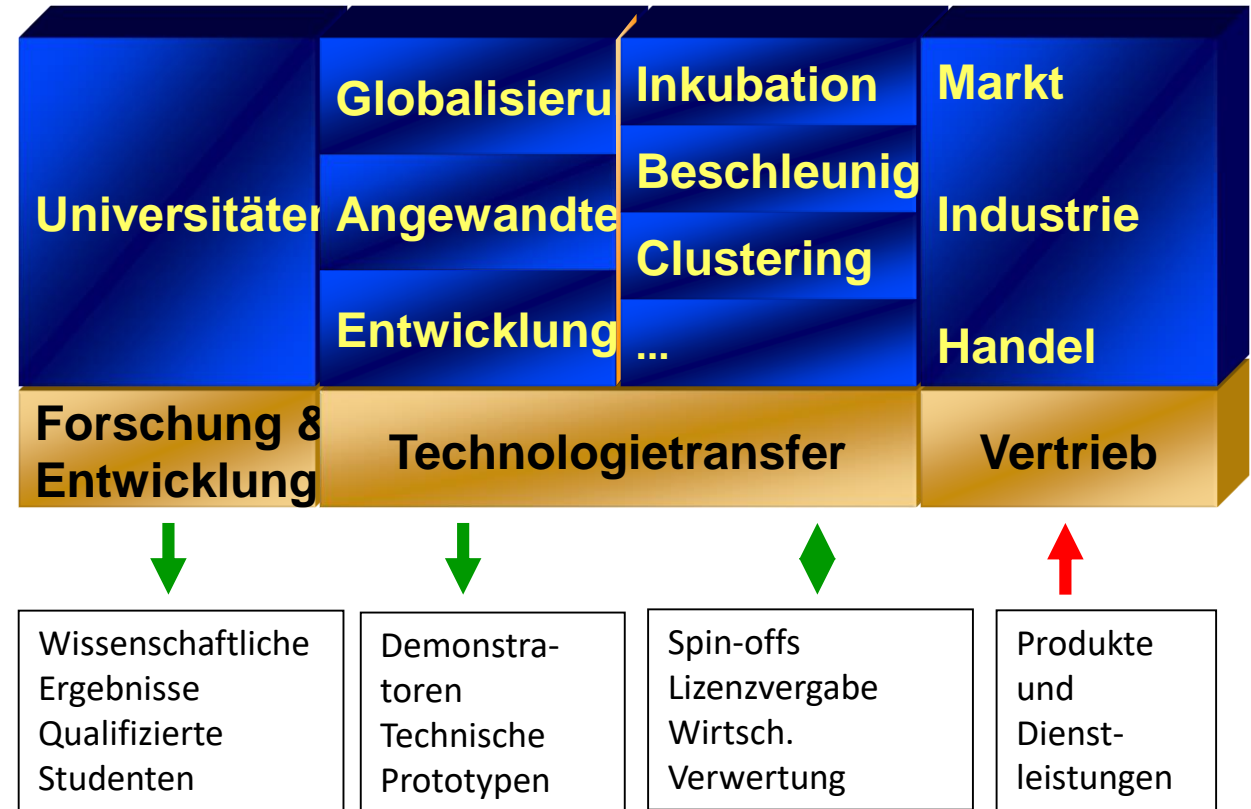 Universitäten
Globalisieru
Angewandte
Entwicklung
Inkubation
Beschleunig
Clustering
...
Markt
Industrie
Handel
Forschung &
Entwicklung
Technologietransfer
Vertrieb
Wissenschaftliche
Ergebnisse
Qualifizierte
Studenten
Demonstra-
toren
Technische
Prototypen
Spin-offs
Lizenzvergabe
Wirtsch.
Verwertung
Produkte
und
Dienst-
leistungen